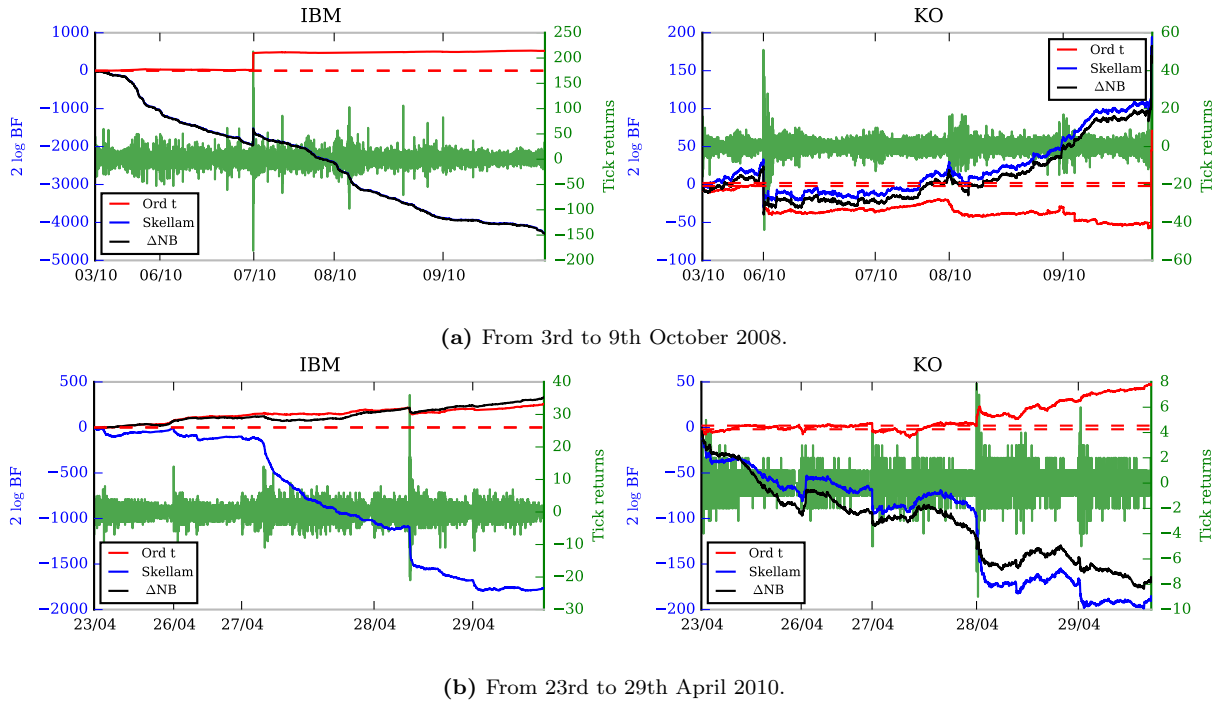 IBM
KO
1000
0
−1000
−2000
−3000
−4000
−5000
2 log BF
250
200
150
100
50
0
−50
−100
−150
−200
Tick returns
Ord t
Skellam
ΔNB
03/10 06/10 07/10 08/10 09/10
200
150
100
50
0
−50
−100
2 log BF
60
40
20
0
−20
−40
−60
Tick returns
Ord t
Skellam
ΔNB
03/10 06/10 07/10 08/10 09/10
(a) From 3rd to 9th October 2008.
IBM
KO
500
0
−500
−1000
−1500
−2000
2 log BF
40
30
20
10
0
−10
−20
−30
Tick returns
Ord t
Skellam
ΔNB
23/04 26/04 27/04 28/04 29/04
50
0
−50
−100
−150
−200
2 log BF
8
6
4
2
0
−2
−4
−6
−8
−10
Tick returns
Ord t
Skellam
ΔNB
23/04 26/04 27/04 28/04 29/04
(b) From 23rd to 29th April 2010.